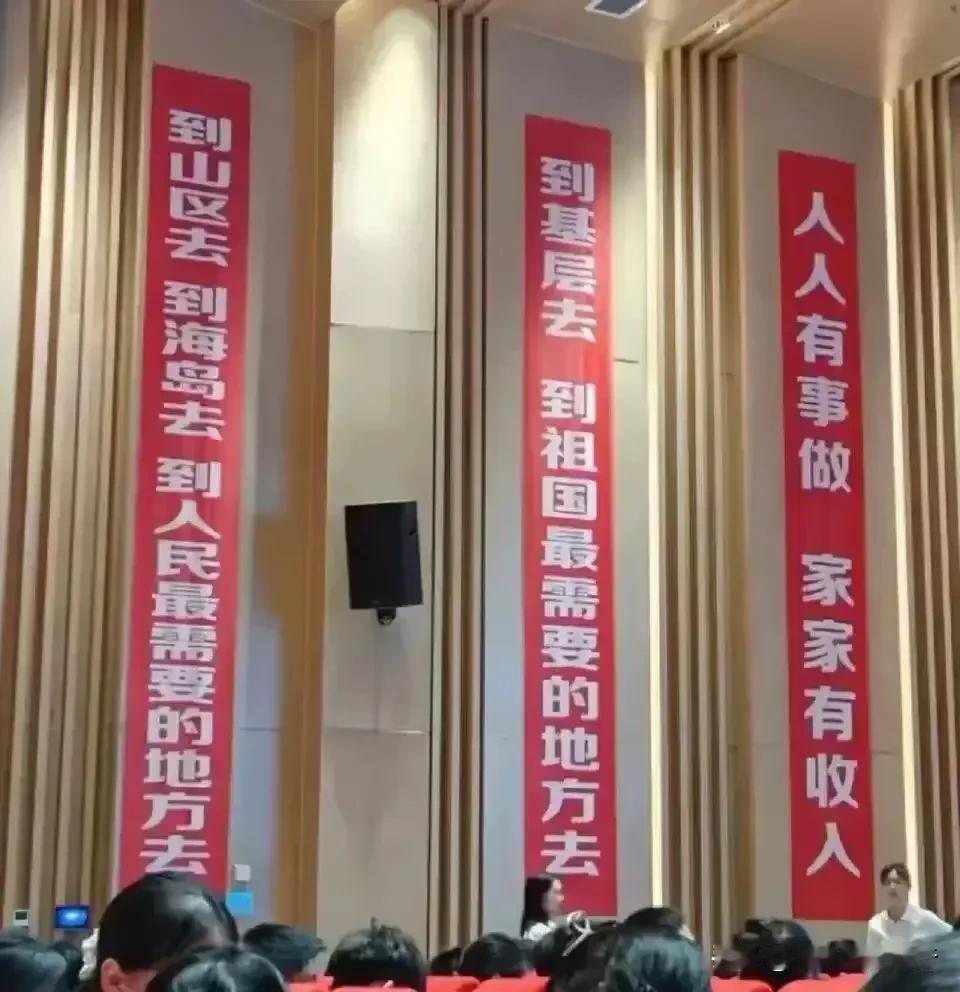 到山区去 到海岛去 到人民最需要的地方去
到基层去 到祖国最需要的地方去
人人有事做 家家有收入